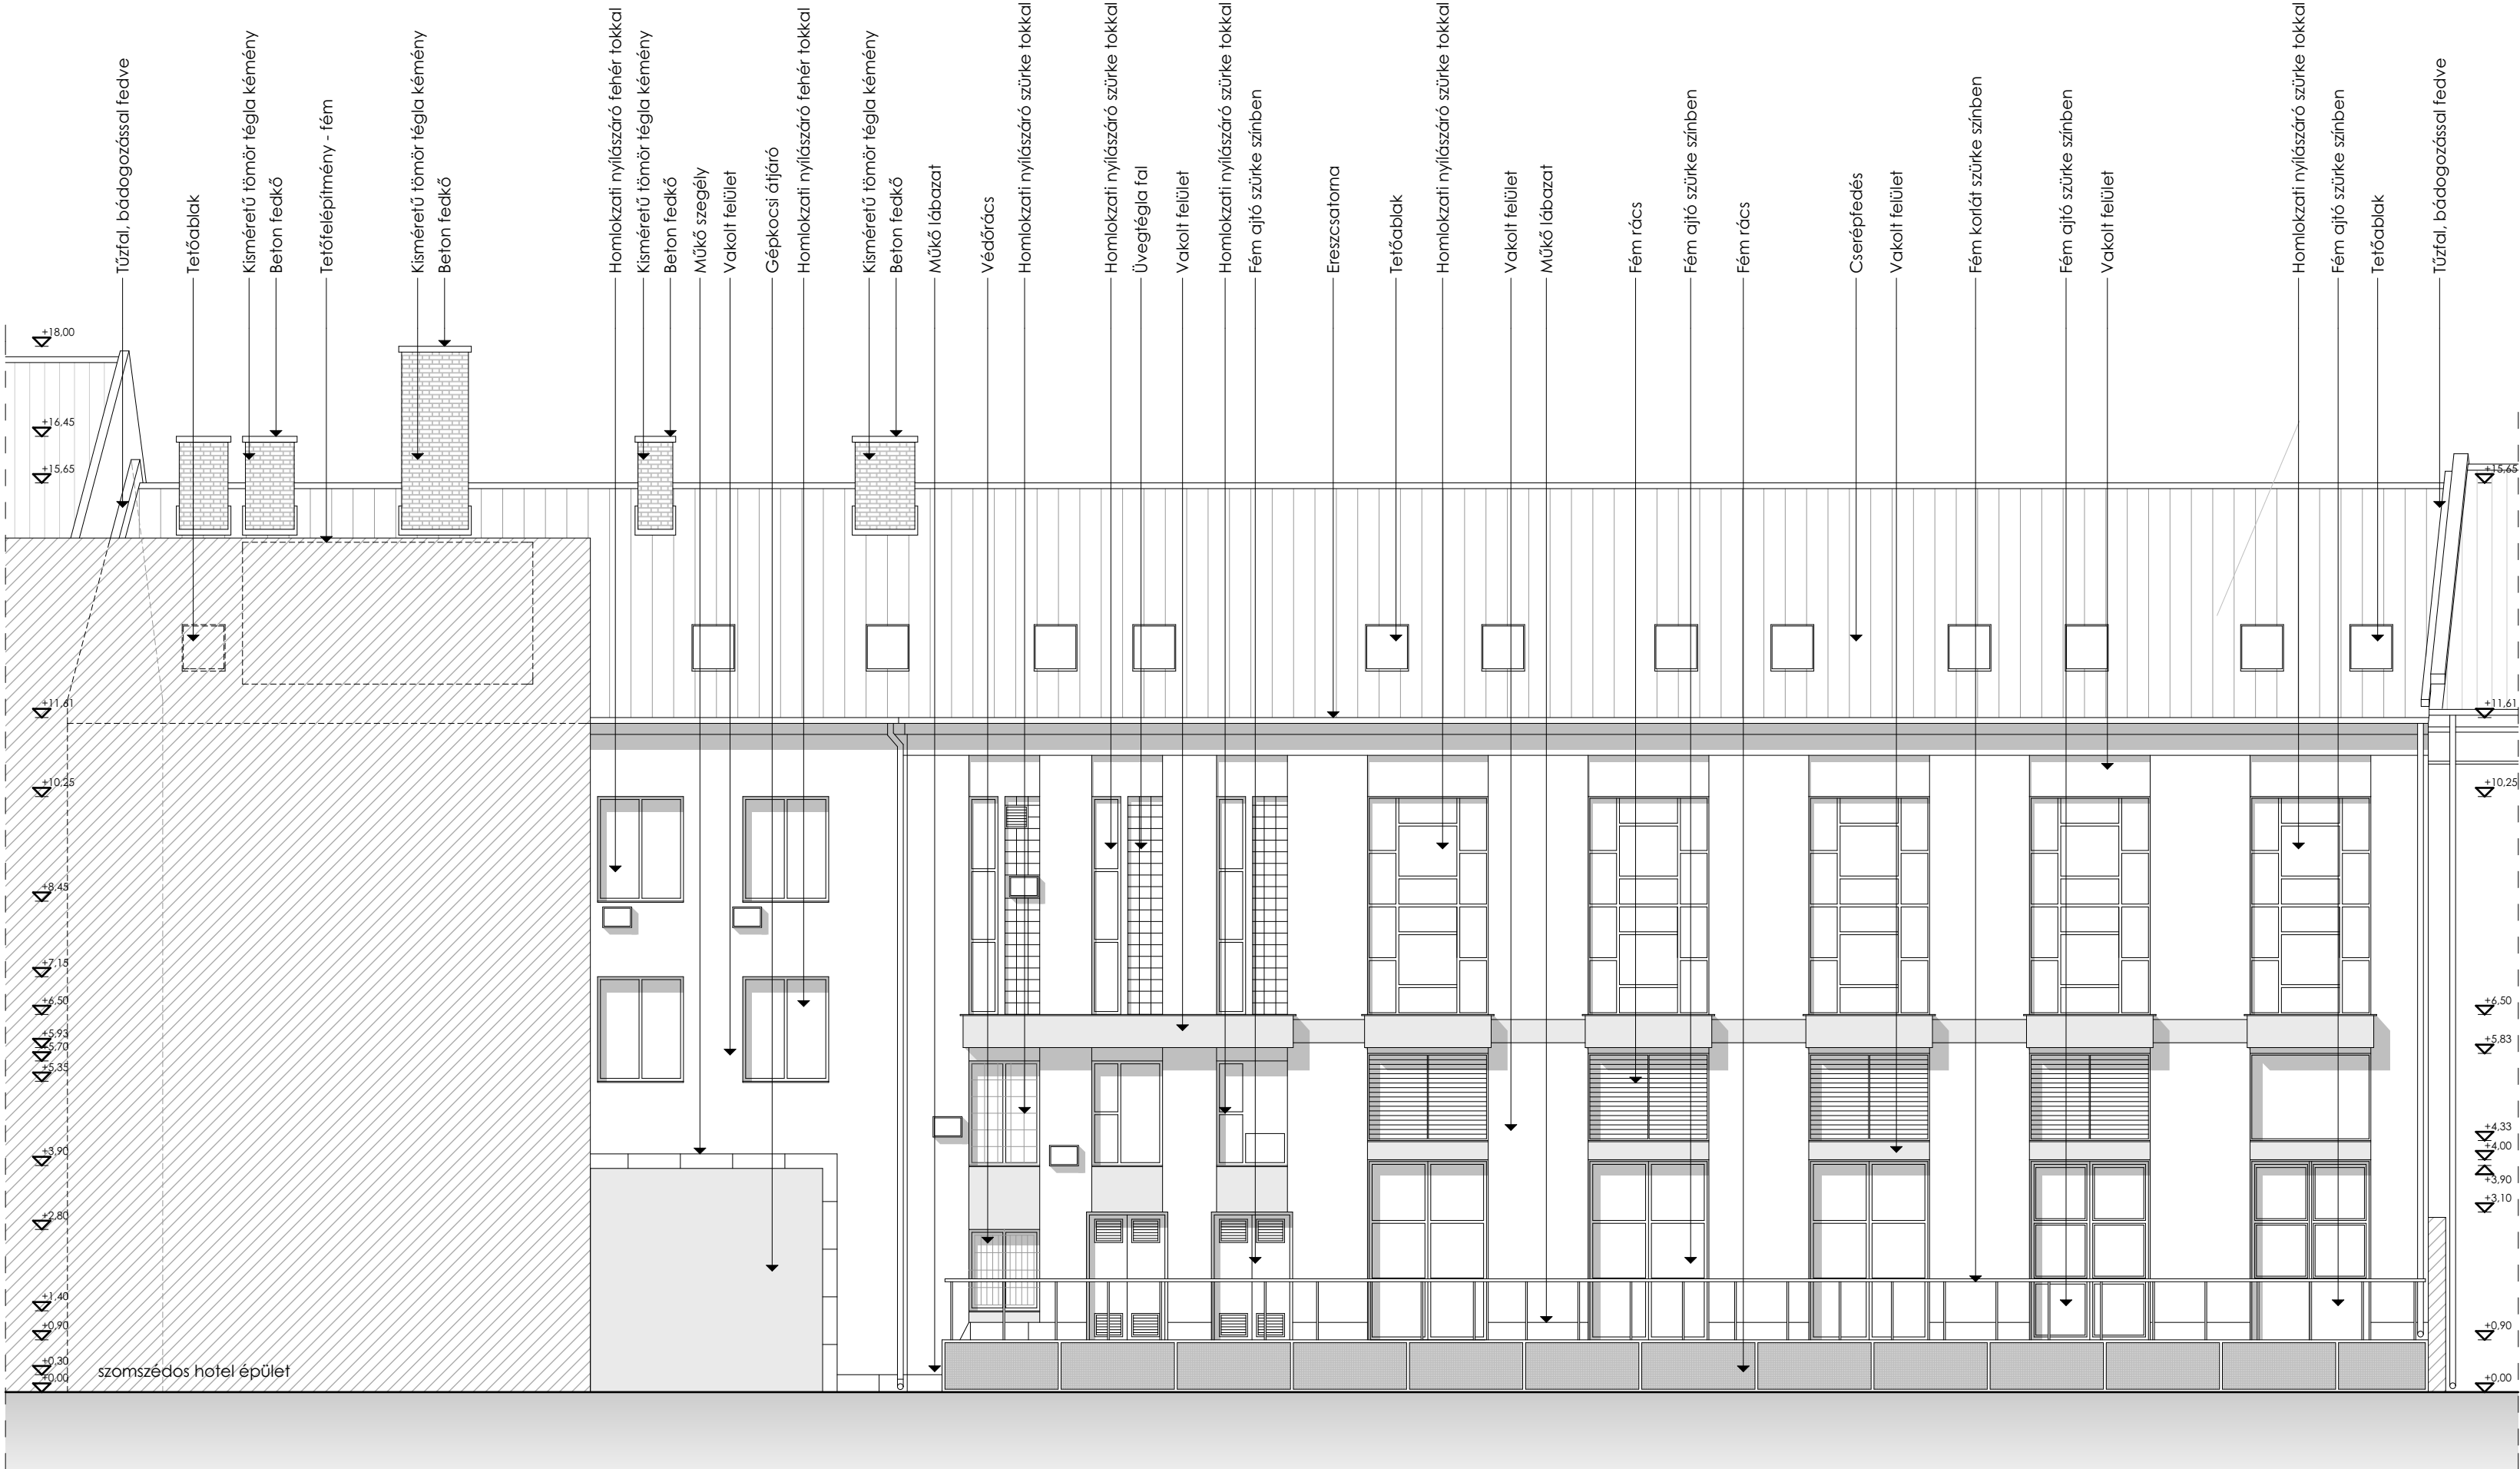 Tűzfal, bádogozással fedve
Tetőablak
Kisméretű tömör tégla kémény
Beton fedkő
Tetőfelépítmény - fém
Kisméretű tömör tégla kémény
Beton fedkő
Homlokzati nyílászáró fehér tokkal
Kisméretű tömör tégla kémény
Beton fedkő
Műkő szegély
Vakolt felület
Gépkocsi átjáró
Homlokzati nyílászáró fehér tokkal
Kisméretű tömör tégla kémény
Beton fedkő
Műkő lábazat
Védőrács
Homlokzati nyílászáró szürke tokkal
Homlokzati nyílászáró szürke tokkal
Üvegtégla fal
Vakolt felület
Homlokzati nyílászáró szürke tokkal
Fém ajtó szürke színben
Ereszcsatorna
Tetőablak
Homlokzati nyílászáró szürke tokkal
Vakolt felület
Műkő lábazat
Fém rács
Fém ajtó szürke színben
Fém rács
Cserépfedés
Vakolt felület
Fém korlát szürke színben
Fém ajtó szürke színben
Vakolt felület
Homlokzati nyílászáró szürke tokkal
Fém ajtó szürke színben
Tetőablak
Tűzfal, bádogozással fedve
+18,00
+16,45
+15,65
+11,61
+10,25
+8,45
+7,15
+6,50
+5,93
+5,70
+5,35
+3,90
+2,80
+1,40
+0,90
+0,30
+0,00
szomszédos hotel épület
+15,65
+11,61
+10,25
+6,50
+5,83
+4,33
+4,00
+3,90
+3,10
+0,90
+0,00